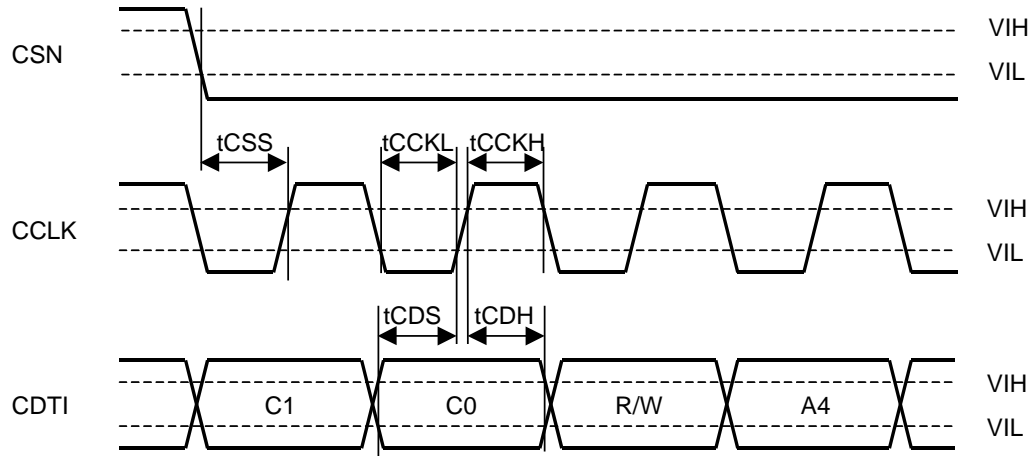 VIH
CSN
VIL
tCSS tCCKL tCCKH
VIH
CCLK
VIL
tCDS tCDH
VIH
CDTI C1 C0 R/W A4
VIL